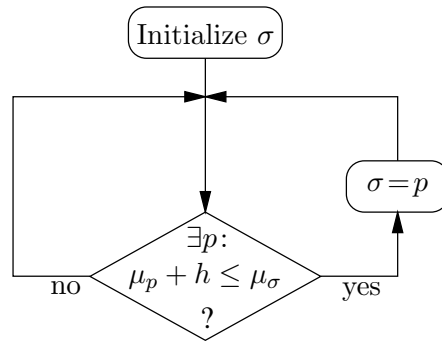 Initialize σ
σ = p
∃p:
μ_p + h ≤ μ_σ
?
no
yes